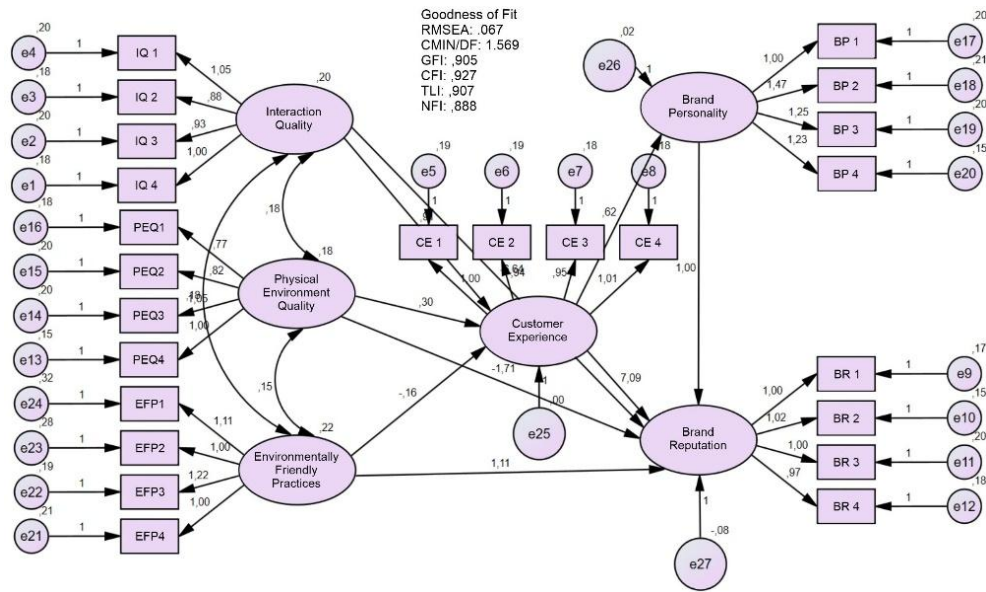 Goodness of Fit
RMSEA: .067
CMIN/DF: 1.569
GFI: ,905
CFI: ,927
TLI: ,907
NFI: ,888
,20
e4
1
IQ 1
1,05
,18
e3
1
IQ 2
,88
,20
e2
1
IQ 3
,93
,18
e1
1
IQ 4
1,00
,20
Interaction
Quality
,18
e16
1
PEQ1
,77
,20
e15
1
PEQ2
,82
,20
e14
1
PEQ3
,15
e13
1
PEQ4
1,00
,18
,18
Physical
Environment
Quality
,32
e24
1
EFP1
1,11
,28
e23
1
EFP2
1,00
,19
e22
1
EFP3
1,22
,21
e21
1
EFP4
1,00
,15
,22
Environmentally
Friendly
Practices
,19
e5
1
CE 1
1,00
,19
e6
1
CE 2
,18
e7
1
CE 3
,95
,18
e8
1
CE 4
1,01
,30
-,16
-1,71
1,11
,62
7,09
Customer
Experience
1
,00
e25
,02
e26
1
Brand
Personality
1,00
BP 1
1
e17
,20
1,47
BP 2
1
e18
,21
1,25
BP 3
1
e19
,20
1,23
BP 4
1
e20
,15
1,00
Brand
Reputation
1,00
BR 1
1
e9
,17
1,02
BR 2
1
e10
,15
1,00
BR 3
1
e11
,20
,97
BR 4
1
e12
,18
1
-,08
e27